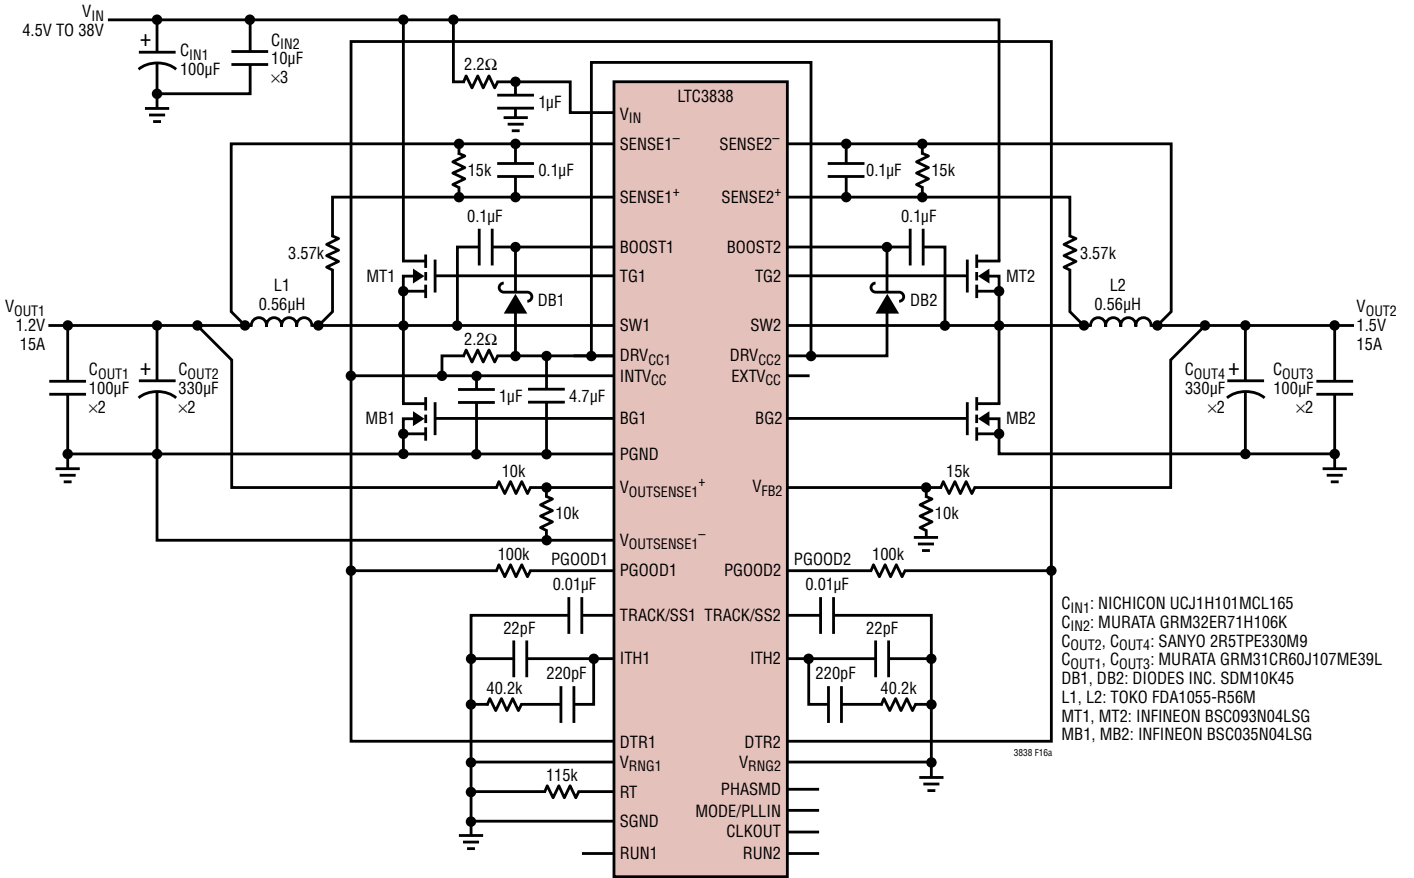 VIN
4.5V TO 38V
+
CIN1
100µF
CIN2
10µF
×3
2.2Ω
1µF
LTC3838
VIN
SENSE1–
SENSE2–
15k
0.1µF
0.1µF
15k
SENSE1+
SENSE2+
0.1µF
0.1µF
3.57k
BOOST1
BOOST2
3.57k
MT1
TG1
TG2
MT2
L1
0.56µH
DB1
DB2
L2
0.56µH
VOUT1
1.2V
15A
SW1
SW2
VOUT2
1.5V
15A
2.2Ω
DRVCC1
DRVCC2
INTVCC
EXTVCC
COUT1
100µF
×2
+
COUT2
330µF
×2
COUT4
330µF
×2
+
COUT3
100µF
×2
1µF
4.7µF
MB1
BG1
BG2
MB2
PGND
10k
15k
VOUTSENSE1+
VFB2
10k
10k
VOUTSENSE1–
100k
PGOOD1
PGOOD2
100k
PGOOD1
PGOOD2
0.01µF
0.01µF
TRACK/SS1
TRACK/SS2
22pF
22pF
ITH1
ITH2
220pF
220pF
40.2k
40.2k
DTR1
DTR2
VRNG1
VRNG2
115k
RT
PHASMD
MODE/PLLIN
SGND
CLKOUT
RUN1
RUN2
CIN1: NICHICON UCJ1H101MCL165
CIN2: MURATA GRM32ER71H106K
COUT2, COUT4: SANYO 2R5TPE330M9
COUT1, COUT3: MURATA GRM31CR60J107ME39L
DB1, DB2: DIODES INC. SDM10K45
L1, L2: TOKO FDA1055-R56M
MT1, MT2: INFINEON BSC093N04LSG
MB1, MB2: INFINEON BSC035N04LSG
3838 F16a